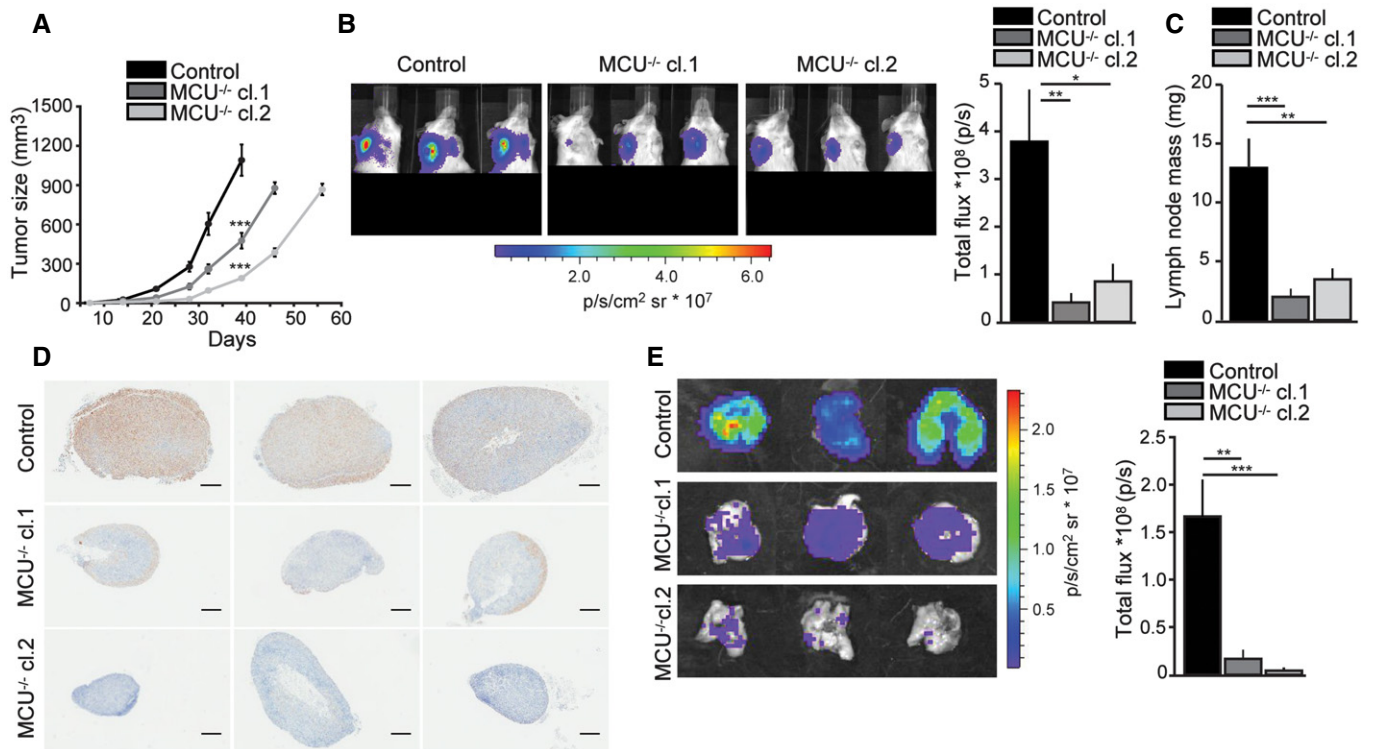 A
Control
MCU-/- cl.1
MCU-/- cl.2
Tumor size (mm3)
1500
1200
900
600
300
0
***
***
10 20 30 40 50 60
Days
B
Control MCU-/- cl.1 MCU-/- cl.2
2.0 4.0 6.0
p/s/cm2 sr * 107
Control
MCU-/- cl.1
MCU-/- cl.2
Total flux *108 (p/s)
5
4
3
2
1
0
*
**
C
Control
MCU-/- cl.1
MCU-/- cl.2
Lymph node mass (mg)
20
15
10
5
0
***
**
D
Control
MCU-/- cl.1
MCU-/- cl.2
E
Control
MCU-/-cl.1
MCU-/-cl.2
2.0
1.5
1.0
0.5
p/s/cm2 sr * 107
Control
MCU-/- cl.1
MCU-/- cl.2
Total flux *108 (p/s)
2.5
2.0
1.5
1.0
0.5
0
**
***